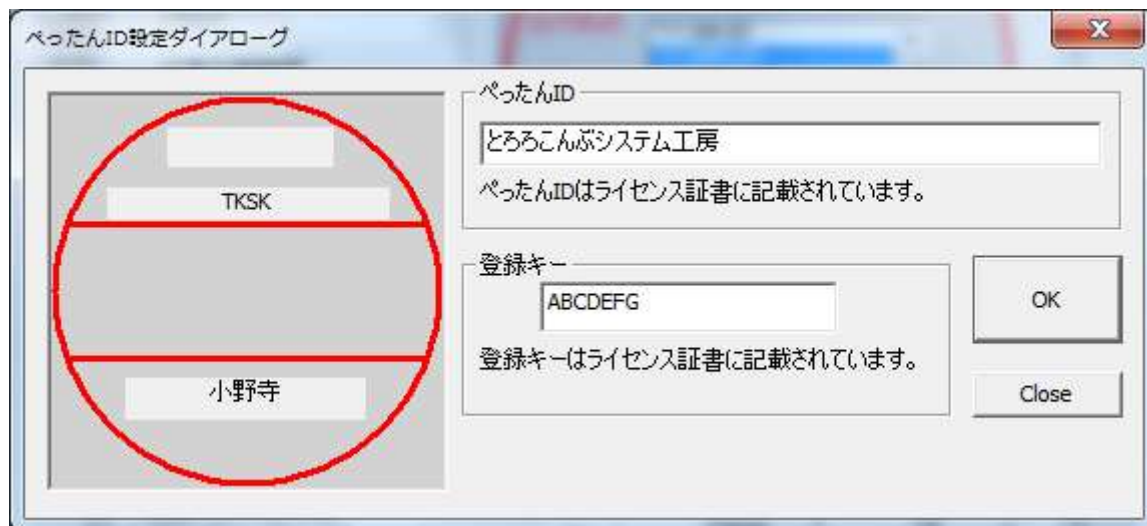 ぺったんID設定ダイアローグ
TKSK
小野寺
ぺったんID
とろろこんぶシステム工房
ぺったんIDはライセンス証書に記載されています。
登録キー
ABCDEFG
登録キーはライセンス証書に記載されています。
OK
Close